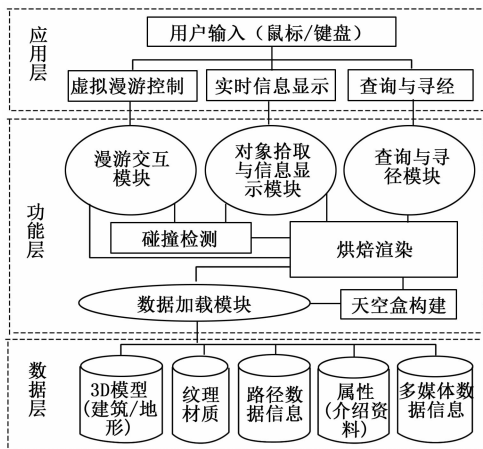 应用层
用户输入（鼠标/键盘）
虚拟漫游控制
实时信息显示
查询与寻经
功能层
漫游交互
模块
对象拾取
与信息显
示模块
查询与寻
径模块
碰撞检测
烘焙渲染
数据加载模块
天空盒构建
数据层
3D模型
(建筑/地
形)
纹理
材质
路径数
据信息
属性
(介绍资
料)
多媒体数
据信息